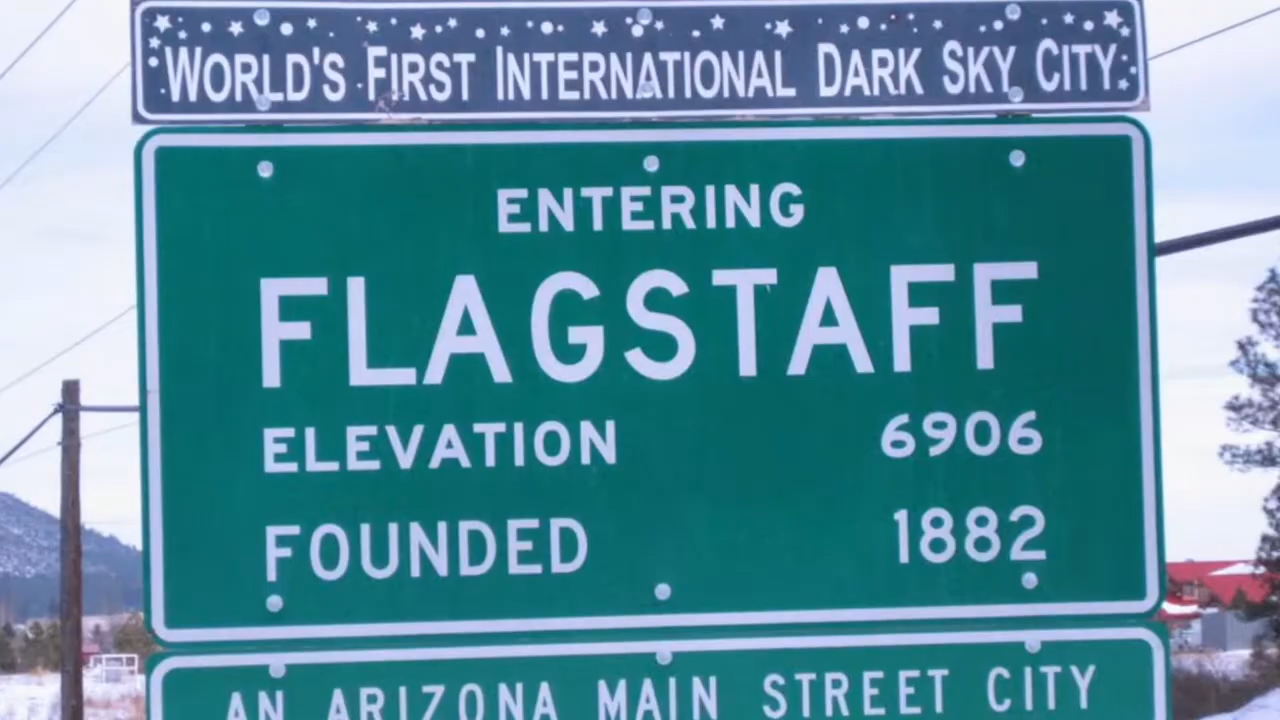 WORLD'S FIRST INTERNATIONAL DARK SKY CITY
ENTERING
FLAGSTAFF
ELEVATION 6906
FOUNDED 1882
AN ARIZONA MAIN STREET CITY